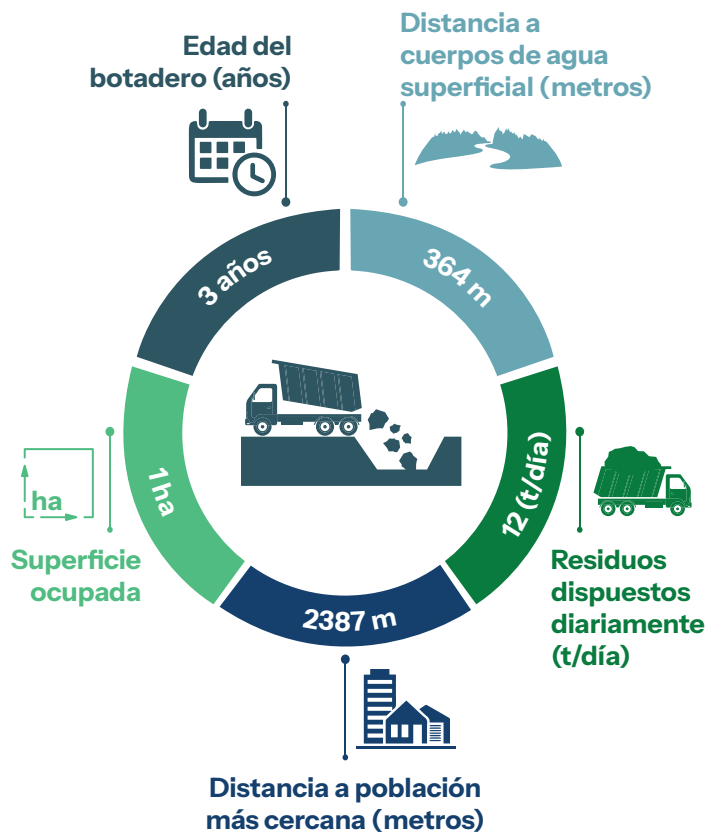 Edad del
botadero (años)
Distancia a
cuerpos de agua
superficial (metros)
3 años
364 m
1 ha
12 (t/día)
2387 m
ha
Superficie
ocupada
Residuos
dispuestos
diariamente
(t/día)
Distancia a población
más cercana (metros)